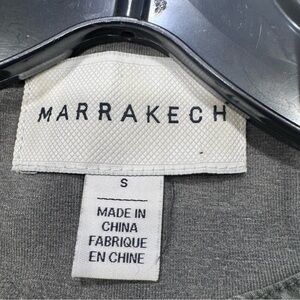 MARRAKECH
S
MADE IN
CHINA
FABRIQUE
EN CHINE